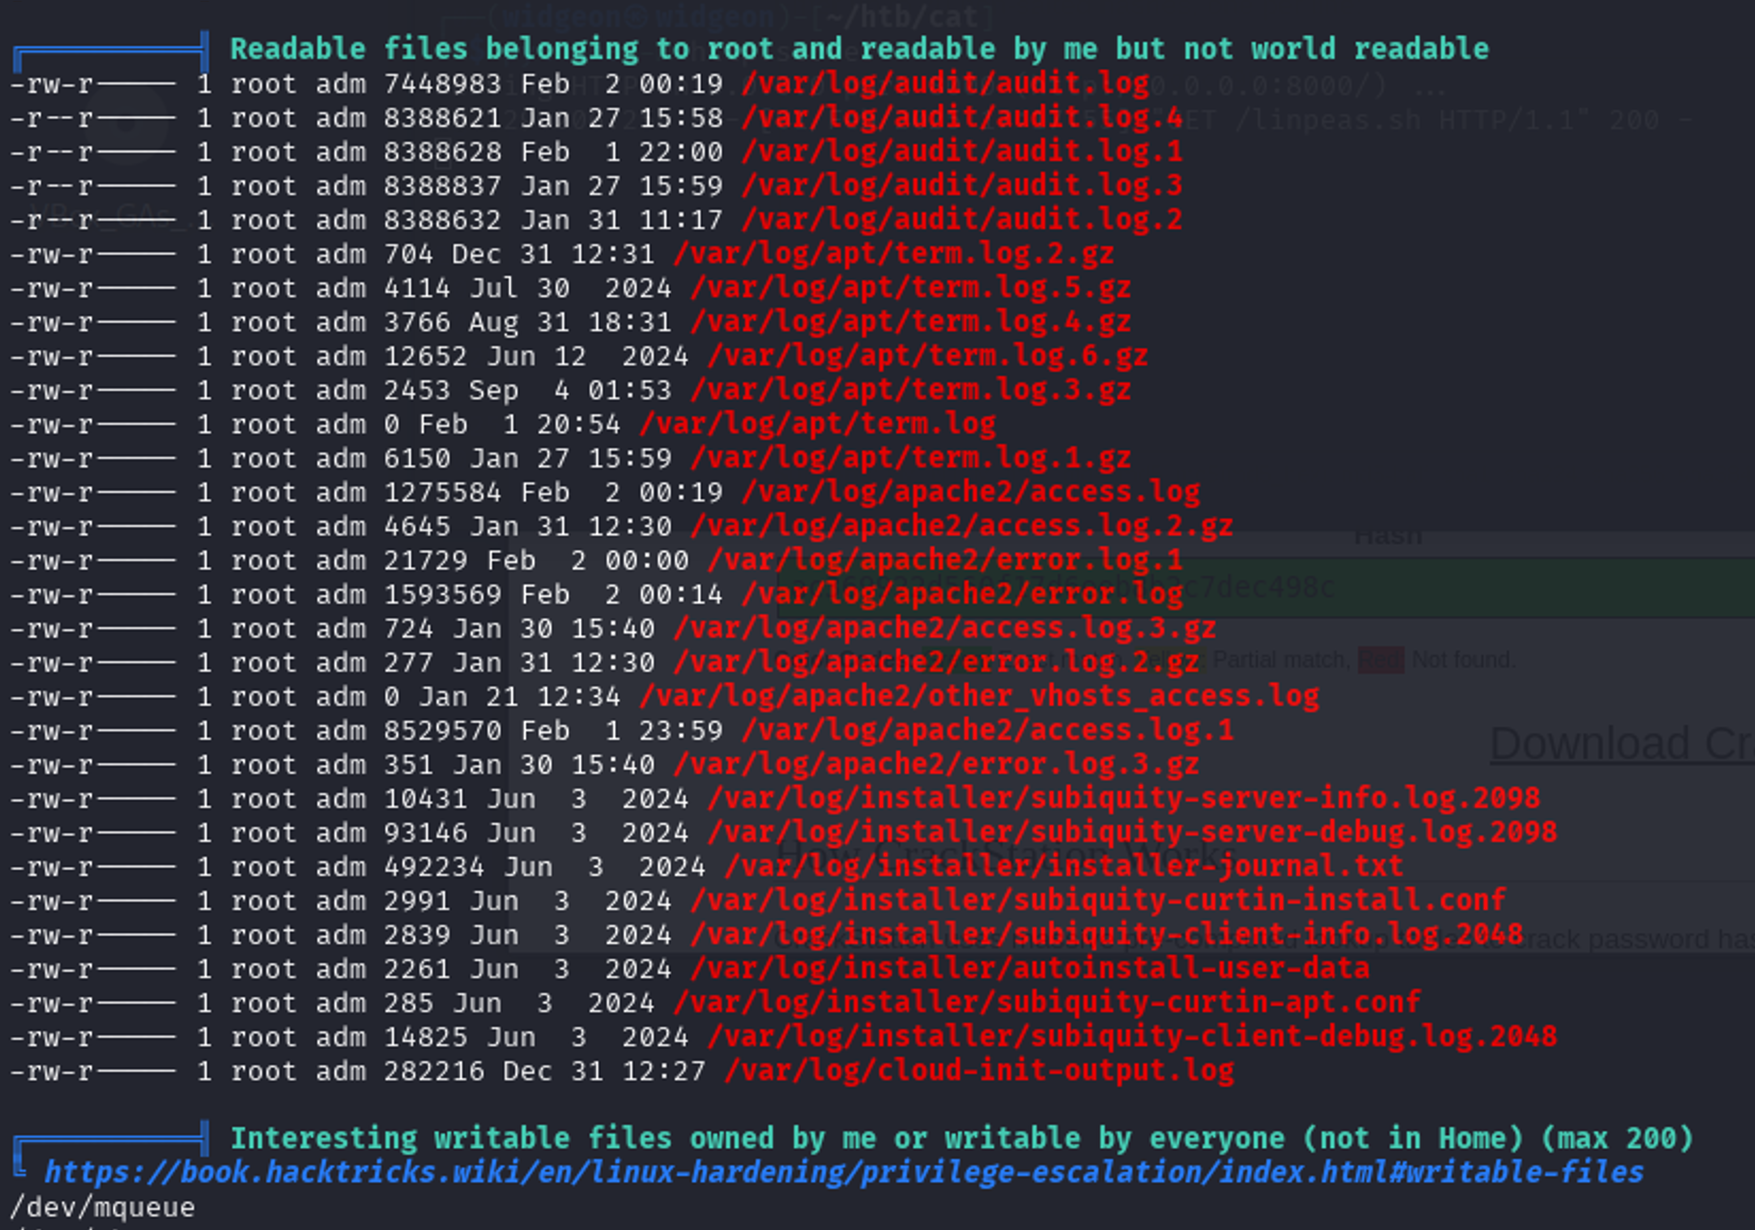 (widgeon㉿widgeon)-[~/htb/cat]
Readable files belonging to root and readable by me but not world readable
-rw-r----- 1 root adm 7448983 Feb  2 00:19 /var/log/audit/audit.log
-r--r----- 1 root adm 8388621 Jan 27 15:58 /var/log/audit/audit.log.4
-r--r----- 1 root adm 8388628 Feb  1 22:00 /var/log/audit/audit.log.1
-r--r----- 1 root adm 8388837 Jan 27 15:59 /var/log/audit/audit.log.3
-r--r----- 1 root adm 8388632 Jan 31 11:17 /var/log/audit/audit.log.2
-rw-r----- 1 root adm 704 Dec 31 12:31 /var/log/apt/term.log.2.gz
-rw-r----- 1 root adm 4114 Jul 30  2024 /var/log/apt/term.log.5.gz
-rw-r----- 1 root adm 3766 Aug 31 18:31 /var/log/apt/term.log.4.gz
-rw-r----- 1 root adm 12652 Jun 12  2024 /var/log/apt/term.log.6.gz
-rw-r----- 1 root adm 2453 Sep  4 01:53 /var/log/apt/term.log.3.gz
-rw-r----- 1 root adm 0 Feb  1 20:54 /var/log/apt/term.log
-rw-r----- 1 root adm 6150 Jan 27 15:59 /var/log/apt/term.log.1.gz
-rw-r----- 1 root adm 1275584 Feb  2 00:19 /var/log/apache2/access.log
-rw-r----- 1 root adm 4645 Jan 31 12:30 /var/log/apache2/access.log.2.gz
Hash
-rw-r----- 1 root adm 21729 Feb  2 00:00 /var/log/apache2/error.log.1
-rw-r----- 1 root adm 1593569 Feb  2 00:14 /var/log/apache2/error.log
-rw-r----- 1 root adm 724 Jan 30 15:40 /var/log/apache2/access.log.3.gz
-rw-r----- 1 root adm 277 Jan 31 12:30 /var/log/apache2/error.log.2.gz
Partial match, Red: Not found.
-rw-r----- 1 root adm 0 Jan 21 12:34 /var/log/apache2/other_vhosts_access.log
-rw-r----- 1 root adm 8529570 Feb  1 23:59 /var/log/apache2/access.log.1
Download
-rw-r----- 1 root adm 351 Jan 30 15:40 /var/log/apache2/error.log.3.gz
-rw-r----- 1 root adm 10431 Jun  3  2024 /var/log/installer/subiquity-server-info.log.2098
-rw-r----- 1 root adm 93146 Jun  3  2024 /var/log/installer/subiquity-server-debug.log.2098
How CrackStation Works
-rw-r----- 1 root adm 492234 Jun  3  2024 /var/log/installer/installer-journal.txt
-rw-r----- 1 root adm 2991 Jun  3  2024 /var/log/installer/subiquity-curtin-install.conf
-rw-r----- 1 root adm 2839 Jun  3  2024 /var/log/installer/subiquity-client-info.log.2048
crack password
-rw-r----- 1 root adm 2261 Jun  3  2024 /var/log/installer/autoinstall-user-data
-rw-r----- 1 root adm 285 Jun  3  2024 /var/log/installer/subiquity-curtin-apt.conf
-rw-r----- 1 root adm 14825 Jun  3  2024 /var/log/installer/subiquity-client-debug.log.2048
-rw-r----- 1 root adm 282216 Dec 31 12:27 /var/log/cloud-init-output.log
Interesting writable files owned by me or writable by everyone (not in Home) (max 200)
https://book.hacktricks.wiki/en/linux-hardening/privilege-escalation/index.html#writable-files
/dev/mqueue